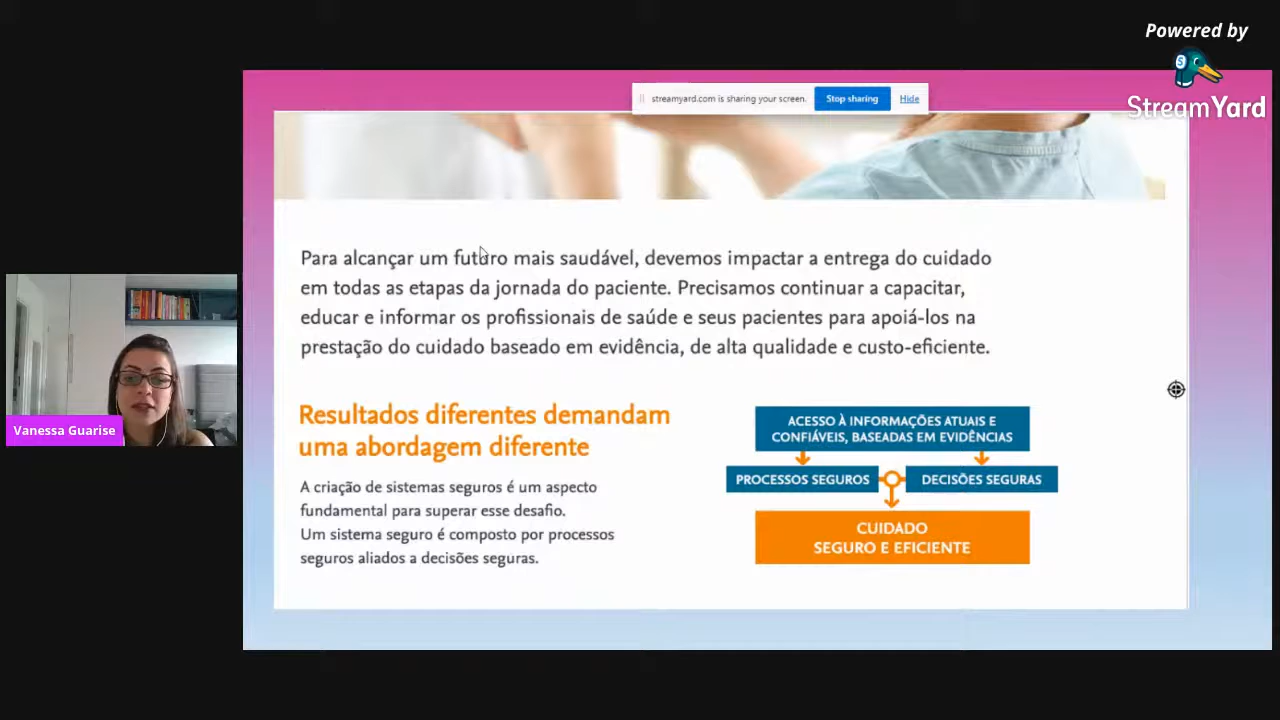 Powered by
StreamYard
streamyard.com is sharing your screen.
Stop sharing
Hide
Para alcançar um futuro mais saudável, devemos impactar a entrega do cuidado
em todas as etapas da jornada do paciente. Precisamos continuar a capacitar,
educar e informar os profissionais de saúde e seus pacientes para apoiá-los na
prestação do cuidado baseado em evidência, de alta qualidade e custo-eficiente.
Resultados diferentes demandam
uma abordagem diferente
A criação de sistemas seguros é um aspecto
fundamental para superar esse desafio.
Um sistema seguro é composto por processos
seguros aliados a decisões seguras.
ACESSO À INFORMAÇÕES ATUAIS E
CONFIÁVEIS, BASEADAS EM EVIDÊNCIAS
PROCESSOS SEGUROS
DECISÕES SEGURAS
CUIDADO
SEGURO E EFICIENTE
Vanessa Guarise